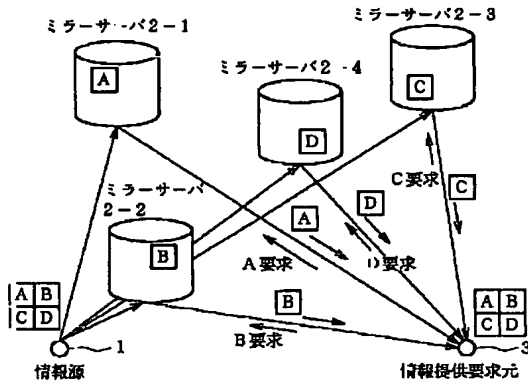 ミラーサーバ2-1
ミラーサーバ2-3
ミラーサーバ2-4
A
C
D
ミラーサーバ
2-2
B
C要求
C
D
A
A要求
D要求
B
B要求
A B
C D
1
情報源
A B
C D
3
情報提供要求元